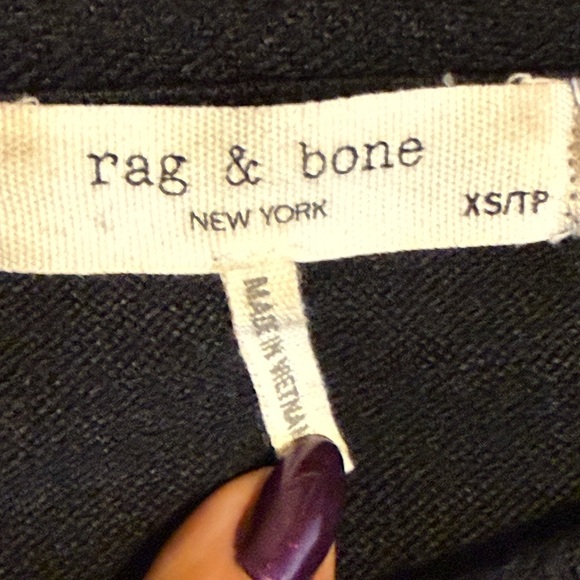 rag & bone
NEW YORK
XS/TP
MADE IN VIETNAM